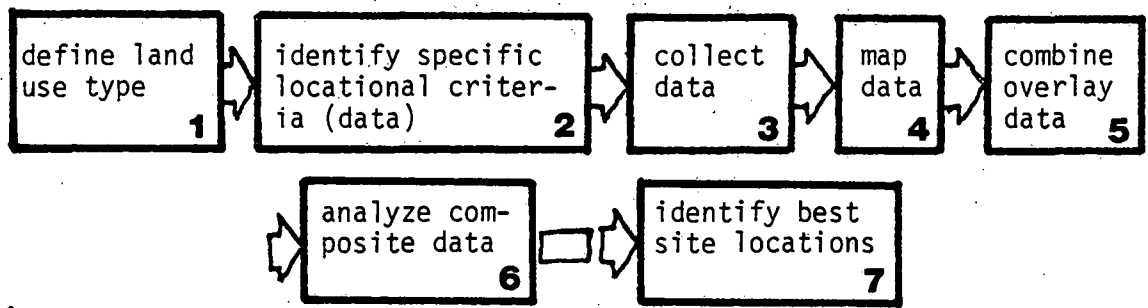 define land
use type
1
identify specific
locational criter-
ia (data)
2
collect
data
3
map
data
4
combine
overlay
data
5
analyze com-
posite data
6
identify best
site locations
7